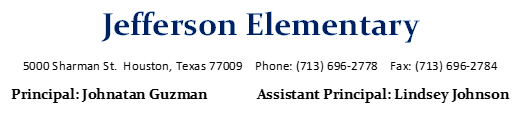 Jefferson Elementary
5000 Sharman St. Houston, Texas 77009 Phone: (713) 696-2778 Fax: (713) 696-2784
Principal: Johnatan Guzman Assistant Principal: Lindsey Johnson